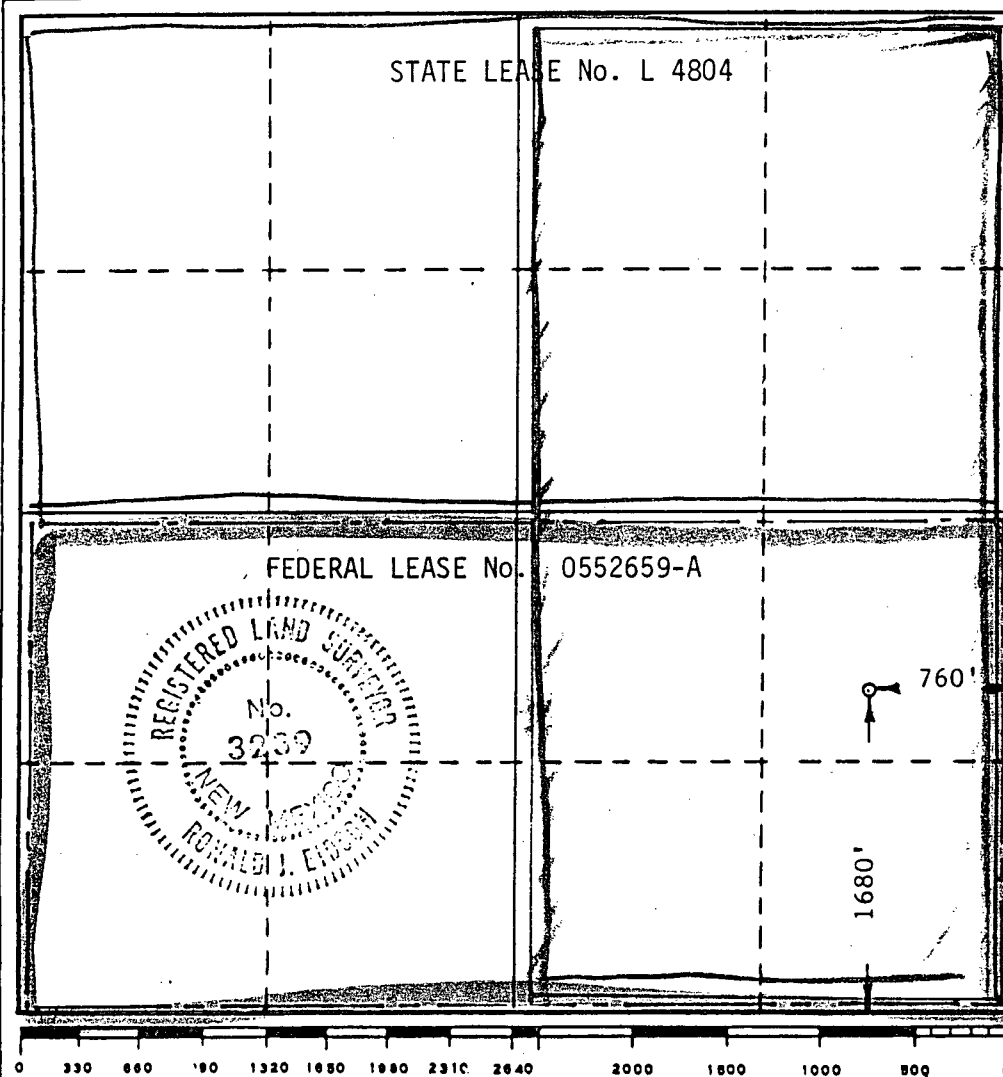 STATE LEASE No. L 4804
FEDERAL LEASE No. 0552659-A
REGISTERED LAND SURVEYOR
No.
3239
NEW MEXICO
RONALD J. EIDSON
760'
1680'
0 330 660 790 1320 1650 1980 2310 2640 2000 1500 1000 500